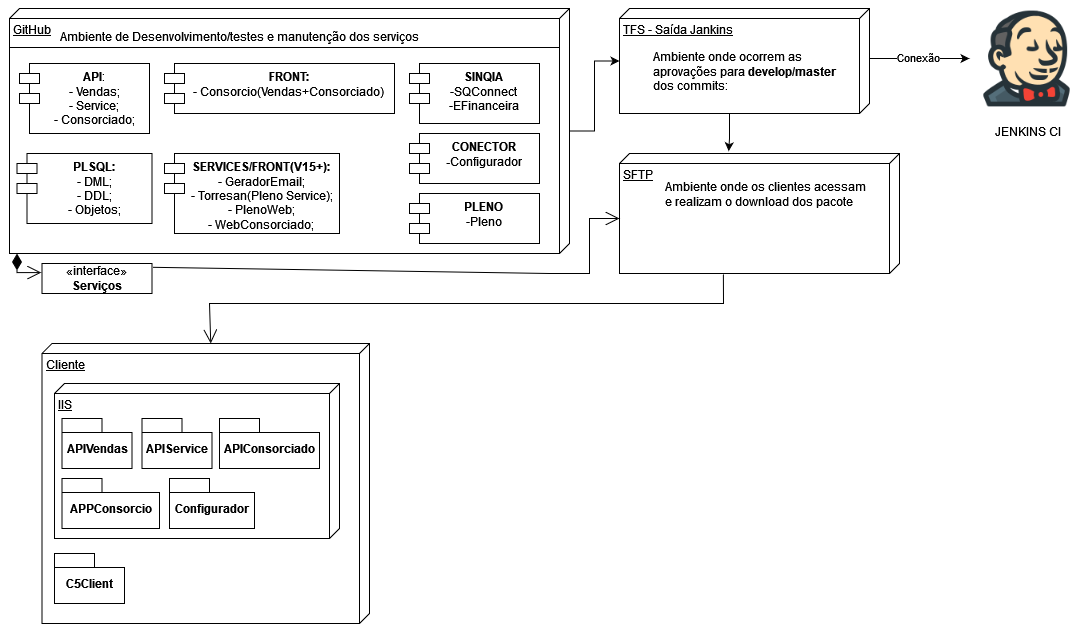 GitHub
Ambiente de Desenvolvimento/testes e manutenção dos serviços
API:
- Vendas;
- Service;
- Consorciado;
FRONT:
- Consorcio(Vendas+Consorciado)
SINQIA
-SQConnect
-EFinanceira
PLSQL:
- DML;
- DDL;
- Objetos;
SERVICES/FRONT(V15+):
- GeradorEmail;
- Torresan(Pleno Service);
- PlenoWeb;
- WebConsorciado;
CONECTOR
-Configurador
PLENO
-Pleno
TFS - Saída Jankins
Ambiente onde ocorrem as
aprovações para develop/master
dos commits:
Conexão
JENKINS CI
SFTP
Ambiente onde os clientes acessam
e realizam o download dos pacote
«interface»
Serviços
Cliente
IIS
APIVendas
APIService
APIConsorciado
APPConsorcio
Configurador
C5Client